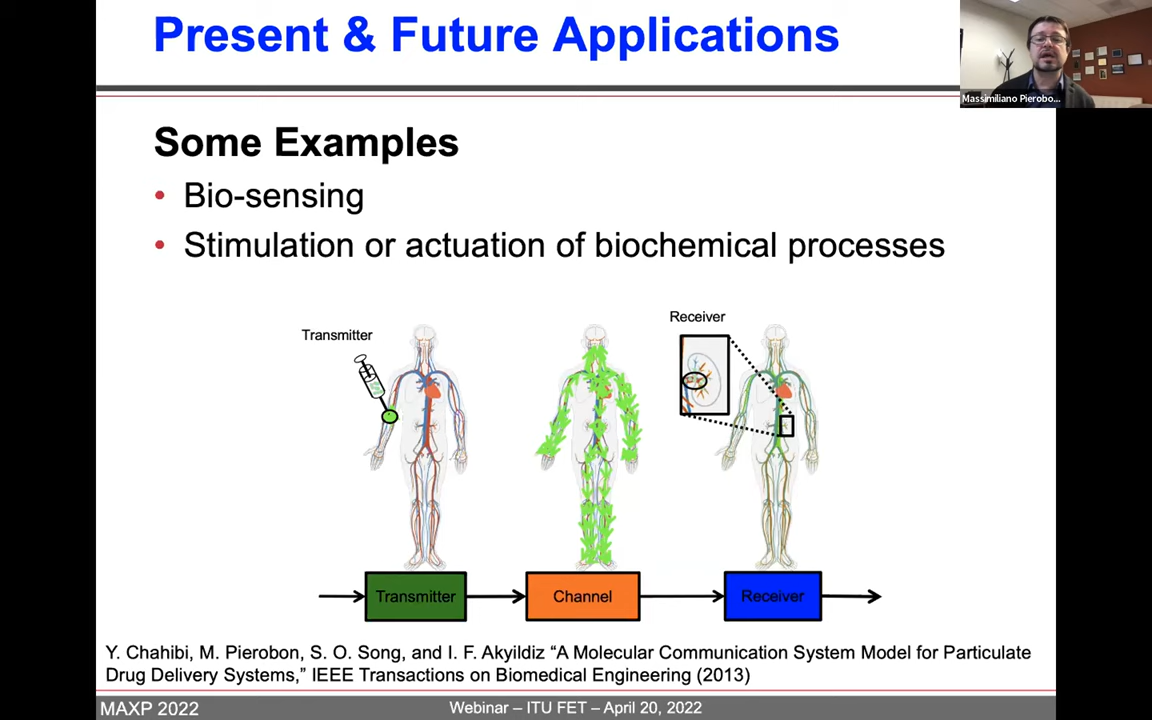 Present & Future Applications
Massimiliano Pierobo...
Some Examples
• Bio-sensing
• Stimulation or actuation of biochemical processes
Receiver
Transmitter
Transmitter
Channel
Receiver
Y. Chahibi, M. Pierobon, S. O. Song, and I. F. Akyildiz “A Molecular Communication System Model for Particulate
Drug Delivery Systems,” IEEE Transactions on Biomedical Engineering (2013)
MAXP 2022
Webinar – ITU FET – April 20, 2022